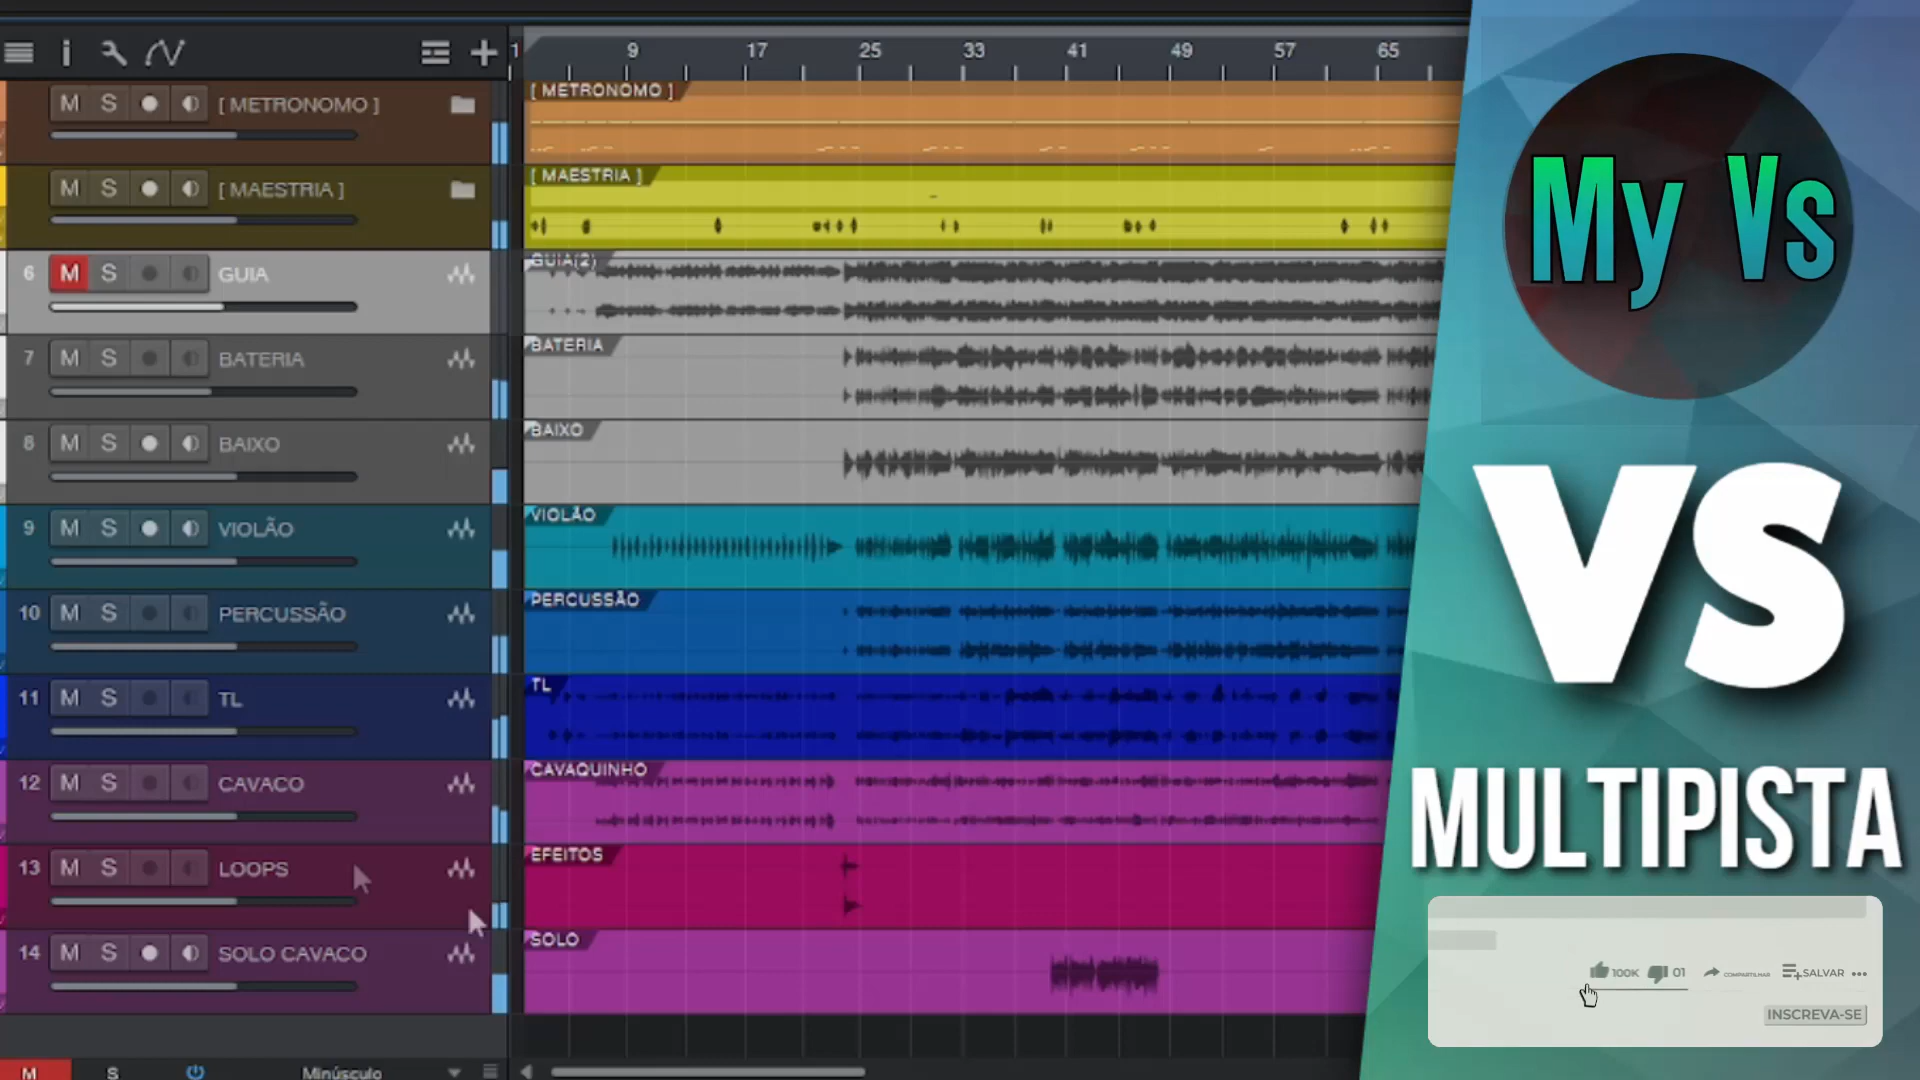 1 9 17 25 33 41 49 57 65
M S [ METRONOMO ]
[ METRONOMO ]
M S [ MAESTRIA ]
[ MAESTRIA ]
6 M S GUIA
GUIA(2)
7 M S BATERIA
BATERIA
8 M S BAIXO
BAIXO
9 M S VIOLÃO
VIOLÃO
10 M S PERCUSSÃO
PERCUSSÃO
11 M S TL
TL
12 M S CAVACO
CAVAQUINHO
13 M S LOOPS
EFEITOS
14 M S SOLO CAVACO
SOLO
M S Minúsculo
My Vs
VS
MULTIPISTA
100K 01 COMPARTILHAR SALVAR
INSCREVA-SE